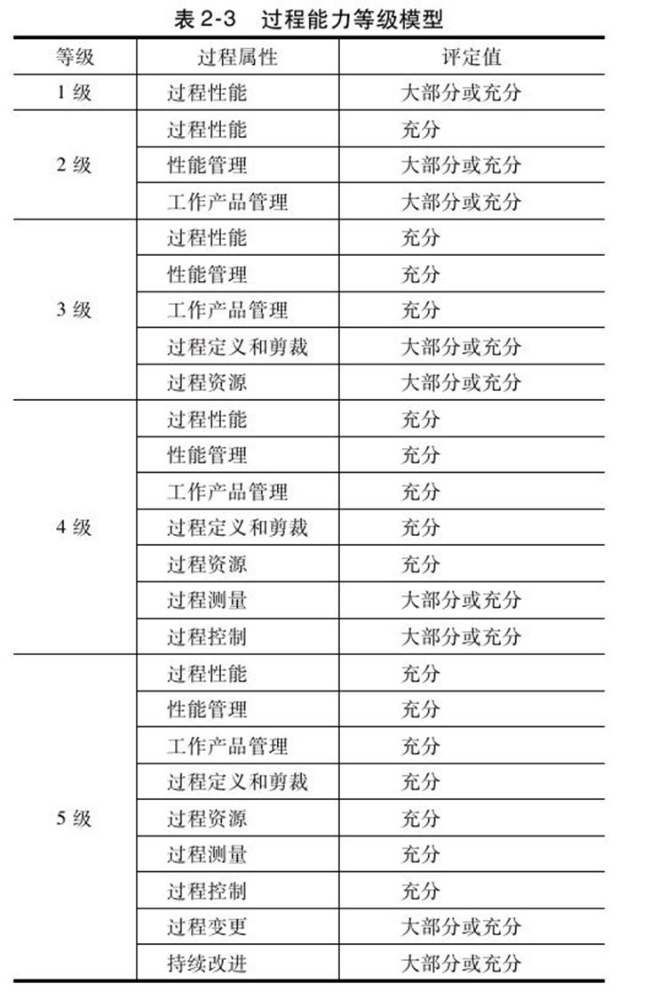 表2-3 过程能力等级模型
等级 过程属性 评定值
1级 过程性能 大部分或充分
过程性能 充分
2级 性能管理 大部分或充分
工作产品管理 大部分或充分
过程性能 充分
性能管理 充分
3级 工作产品管理 充分
过程定义和剪裁 大部分或充分
过程资源 大部分或充分
过程性能 充分
性能管理 充分
工作产品管理 充分
4级 过程定义和剪裁 充分
过程资源 充分
过程测量 大部分或充分
过程控制 大部分或充分
过程性能 充分
性能管理 充分
工作产品管理 充分
过程定义和剪裁 充分
5级 过程资源 充分
过程测量 充分
过程控制 充分
过程变更 大部分或充分
持续改进 大部分或充分